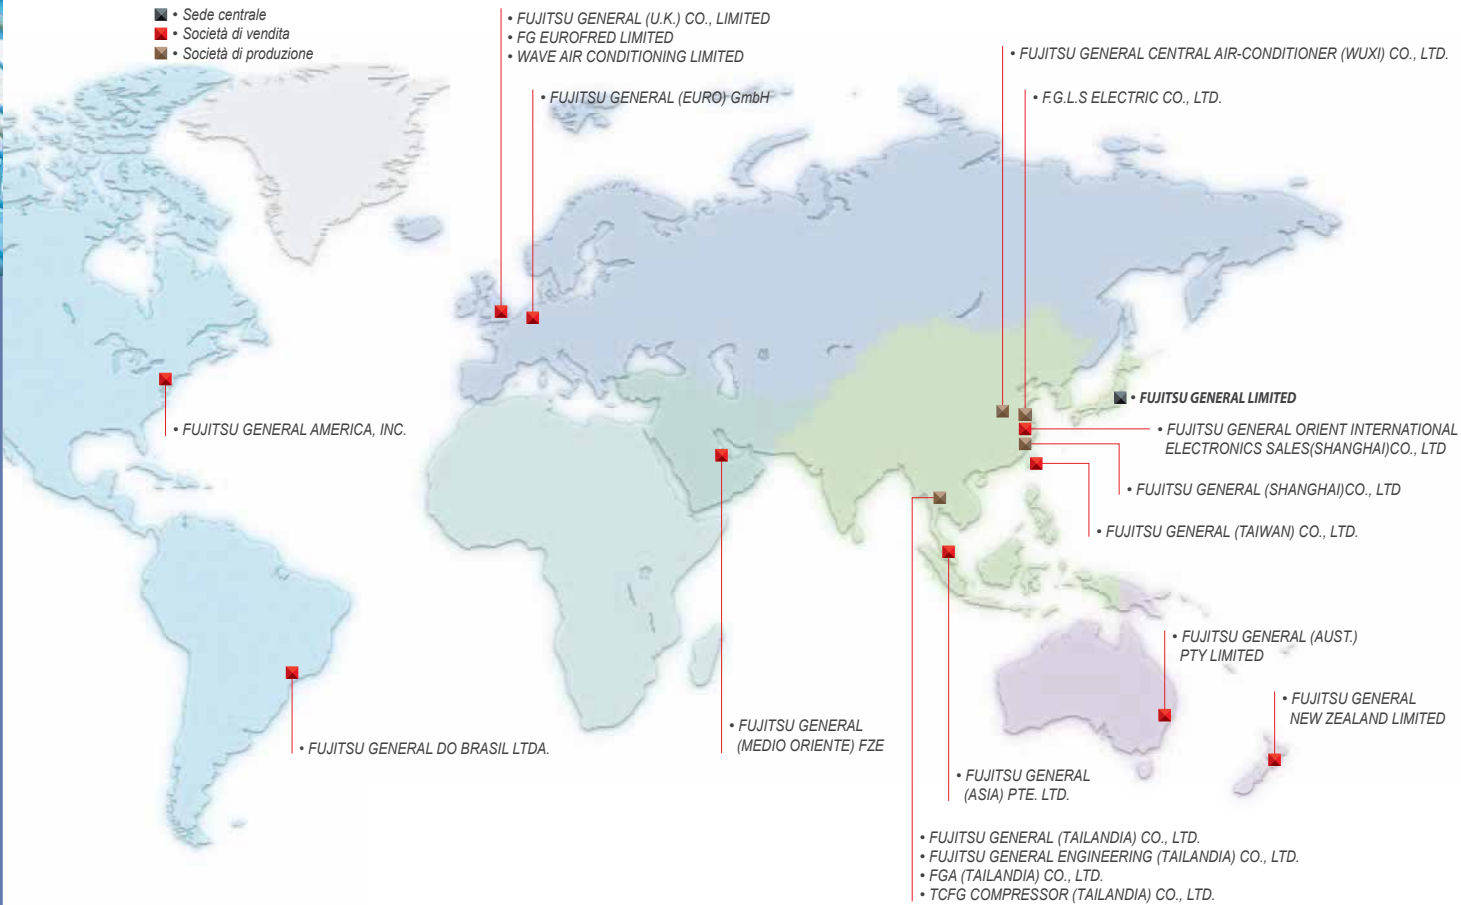 • Sede centrale
• Società di vendita
• Società di produzione
• FUJITSU GENERAL (U.K.) CO., LIMITED
• FG EUROFRED LIMITED
• WAVE AIR CONDITIONING LIMITED
• FUJITSU GENERAL (EURO) GmbH
• FUJITSU GENERAL CENTRAL AIR-CONDITIONER (WUXI) CO., LTD.
• F.G.L.S ELECTRIC CO., LTD.
• FUJITSU GENERAL LIMITED
• FUJITSU GENERAL AMERICA, INC.
• FUJITSU GENERAL ORIENT INTERNATIONAL
ELECTRONICS SALES(SHANGHAI)CO., LTD
• FUJITSU GENERAL (SHANGHAI)CO., LTD
• FUJITSU GENERAL (TAIWAN) CO., LTD.
• FUJITSU GENERAL (AUST.)
PTY LIMITED
• FUJITSU GENERAL
NEW ZEALAND LIMITED
• FUJITSU GENERAL DO BRASIL LTDA.
• FUJITSU GENERAL
(MEDIO ORIENTE) FZE
• FUJITSU GENERAL
(ASIA) PTE. LTD.
• FUJITSU GENERAL (TAILANDIA) CO., LTD.
• FUJITSU GENERAL ENGINEERING (TAILANDIA) CO., LTD.
• FGA (TAILANDIA) CO., LTD.
• TCFG COMPRESSOR (TAILANDIA) CO., LTD.